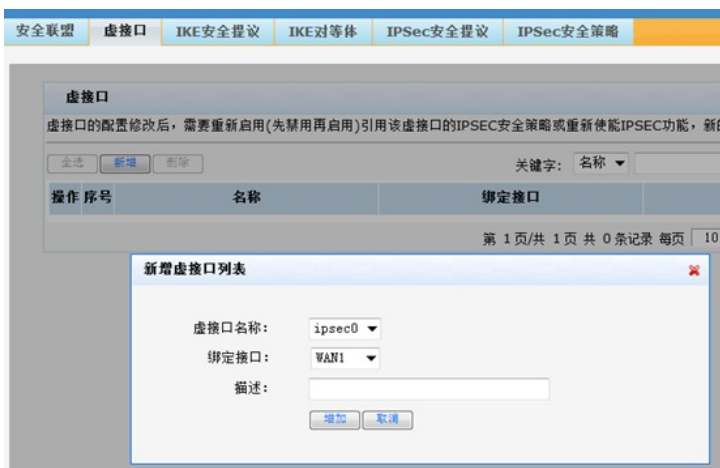 安全联盟 虚接口 IKE安全提议 IKE对等体 IPSec安全提议 IPSec安全策略
虚接口
虚接口的配置修改后，需要重新启用(先禁用再启用)引用该虚接口的IPSEC安全策略或重新使能IPSEC功能，新的
全选 新增 删除 关键字： 名称
操作 序号 名称 绑定接口
第 1 页/共 1 页 共 0 条记录 每页 10
新增虚接口列表
虚接口名称： ipsec0
绑定接口： WAN1
描述：
增加 取消